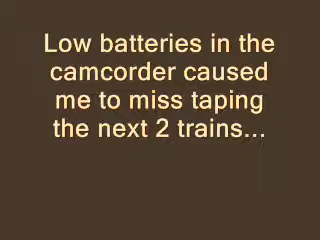 Low batteries in the
camcorder caused
me to miss taping
the next 2 trains...